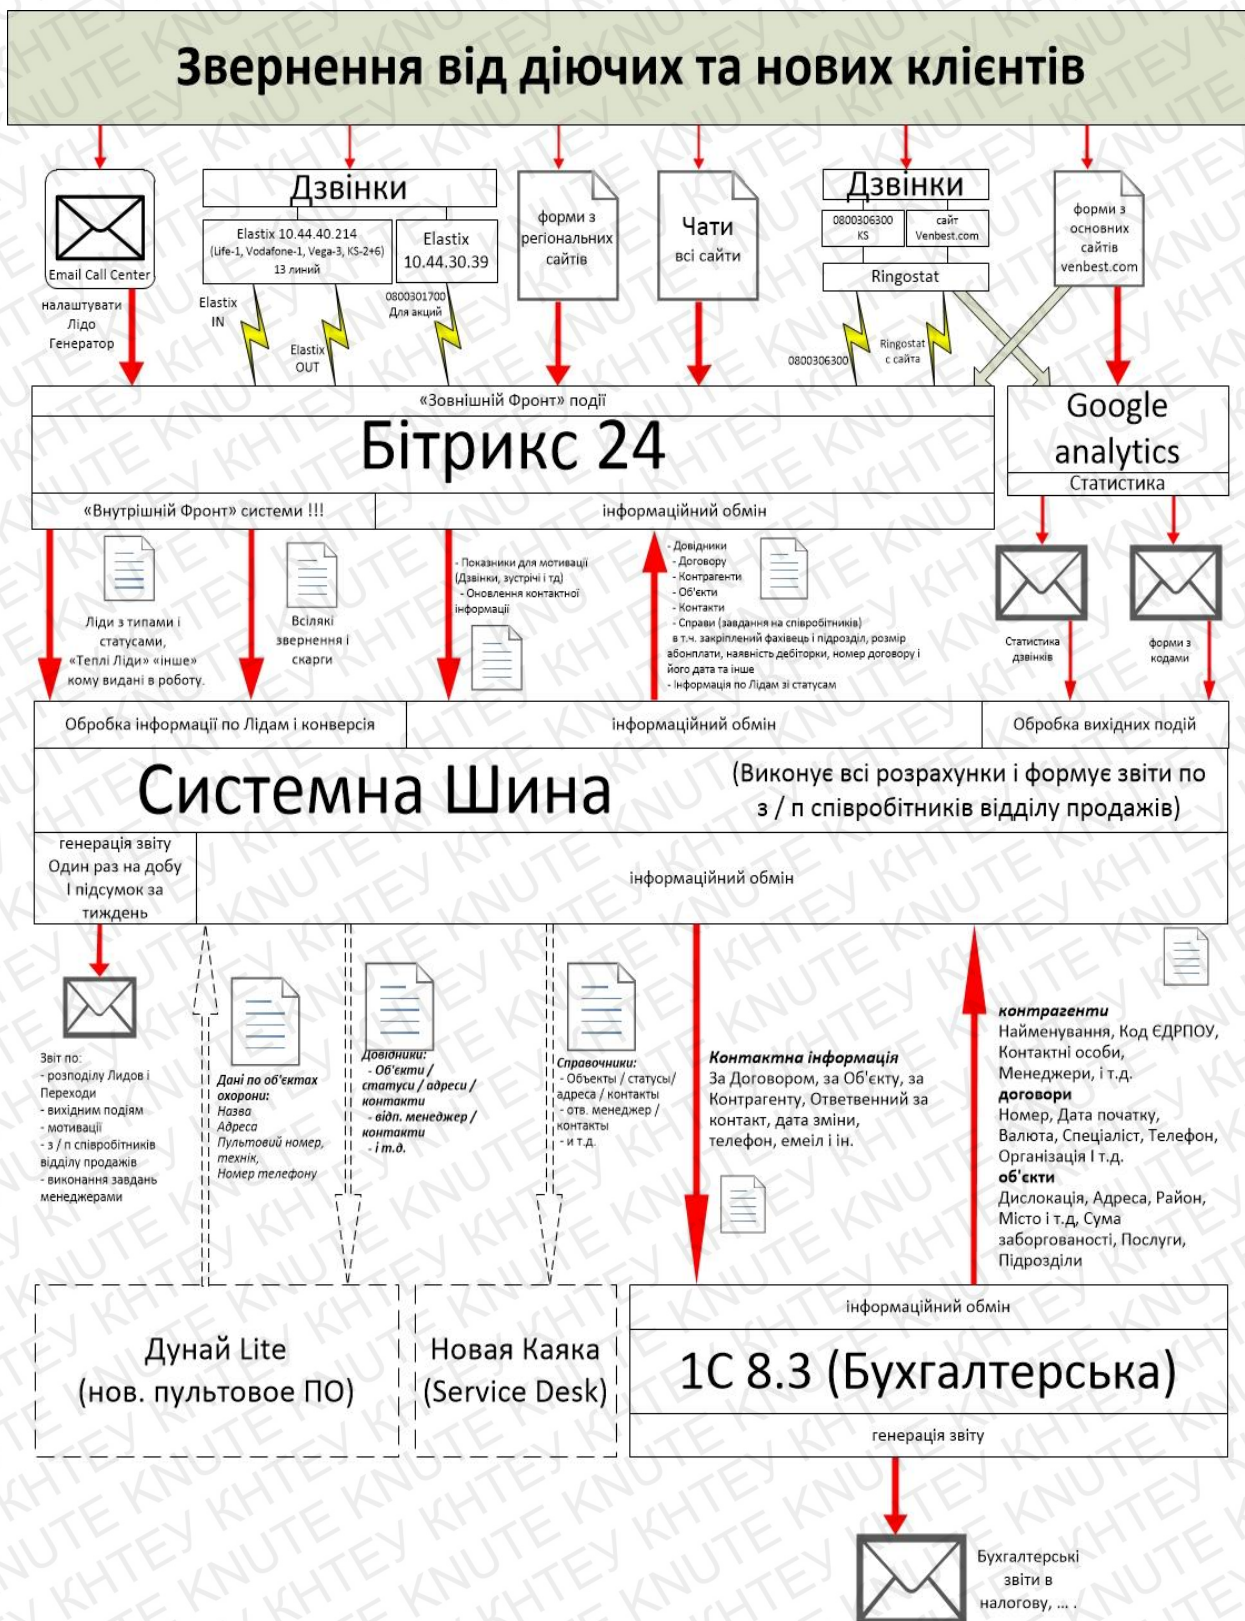 Звернення від діючих та нових клієнтів
Email Call Center
налаштувати
Лідо
Генератор
Дзвінки
Elastix 10.44.40.214
(Life-1, Vodafone-1, Vega-3, KS-2+6)
13 линий
Elastix
10.44.30.39
Elastix
IN
Elastix
OUT
0800301700
Для акций
форми з
регіональних
сайтів
Чати
всі сайти
Дзвінки
0800306300
KS
сайт
Venbest.com
Ringostat
0800306300
Ringostat
с сайта
форми з
основних
сайтів
venbest.com
«Зовнішній Фронт» події
Бітрикс 24
«Внутрішній Фронт» системи !!!
інформаційний обмін
Google
analytics
Статистика
Ліди з типами і
статусами,
«Теплі Ліди» «інше»
кому видані в роботу.
Всілякі
звернення і
скарги
- Показники для мотивації
(Дзвінки, зустрічі і тд)
- Оновлення контактної
інформації
- Довідники
- Договору
- Контрагенти
- Об'єкти
- Контакти
- Справи (завдання на співробітників)
в т.ч. закріплений фахівець і підрозділ, розмір
абонплати, наявність дебіторки, номер договору і
його дата та інше
- Інформація по Лідам зі статусам
Статистика
дзвінків
форми з
кодами
Обробка інформації по Лідам і конверсія
інформаційний обмін
Обробка вихідних подій
Системна Шина
(Виконує всі розрахунки і формує звіти по
з / п співробітників відділу продажів)
генерація звіту
Один раз на добу
І підсумок за
тиждень
інформаційний обмін
Звіт по:
- розподілу Лидов і
Переходи
- вихідним подіям
- мотивації
- з / п співробітників
відділу продажів
- виконання завдань
менеджерами
Дані по об'єктах
охорони:
Назва
Адреса
Пультовий номер,
технік,
Номер телефону
Довідники:
- Об'єкти /
статуси / адреси /
контакти
- відп. менеджер /
контакти
- і т.д.
Справочники:
- Объекты / статусы/
адреса / контакты
- отв. менеджер /
контакты
- и т.д.
Контактна інформація
За Договором, за Об'єкту, за
Контрагенту, Ответвенний за
контакт, дата зміни,
телефон, емеіл і ін.
контрагенти
Найменування, Код ЄДРПОУ,
Контактні особи,
Менеджери, і т.д.
договори
Номер, Дата початку,
Валюта, Спеціаліст, Телефон,
Організація І т.д.
об'єкти
Дислокація, Адреса, Район,
Місто і т.д, Сума
заборгованості, Послуги,
Підрозділи
Дунай Lite
(нов. пультовое ПО)
Новая Каяка
(Service Desk)
інформаційний обмін
1С 8.3 (Бухгалтерська)
генерація звіту
Бухгалтерські
звіти в
налогову, ... .